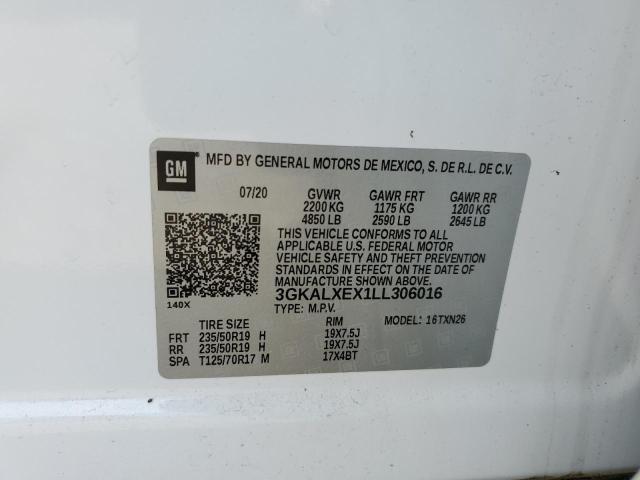 GM
MFD BY GENERAL MOTORS DE MEXICO, S. DE R.L. DE C.V.
07/20 GVWR GAWR FRT GAWR RR
2200 KG 1175 KG 1200 KG
4850 LB 2590 LB 2645 LB
THIS VEHICLE CONFORMS TO ALL
APPLICABLE U.S. FEDERAL MOTOR
VEHICLE SAFETY, BUMPER, AND THEFT
PREVENTION STANDARDS IN EFFECT ON
THE DATE OF
MANUFACTURE SHOWN ABOVE.
140X
3GKALXEX1LL306016
TYPE: M.P.V. MODEL: 16TXN26
TIRE SIZE RIM
FRT 235/50R19 H 19X7.5J
RR 235/50R19 H 19X7.5J
SPA T125/70R17 M 17X4BT